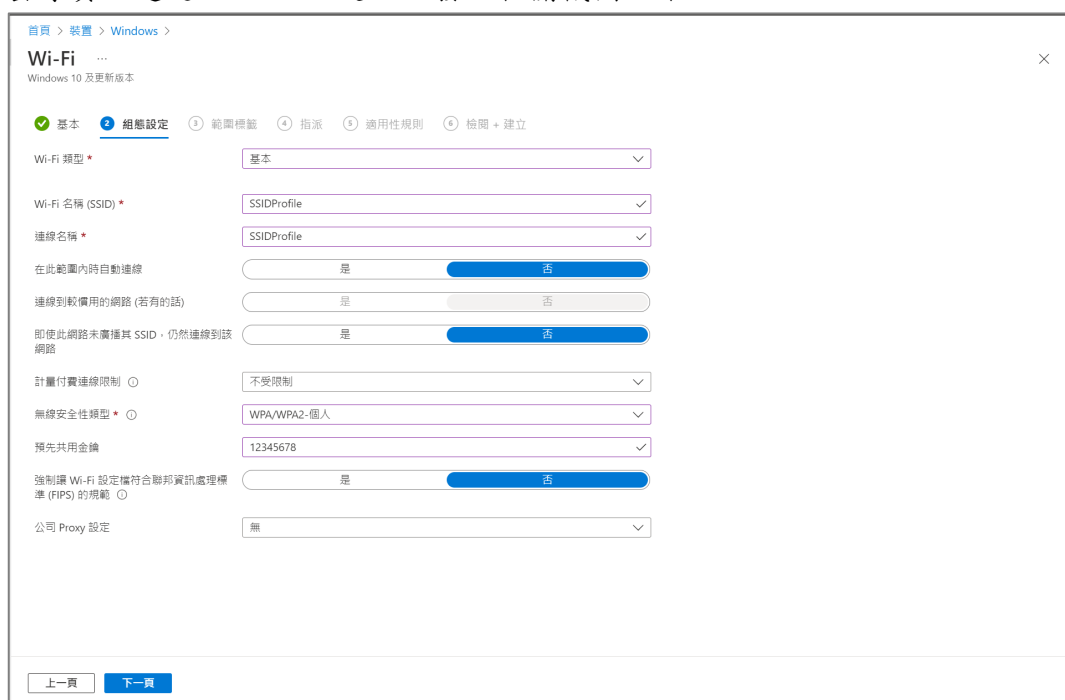 首頁 > 裝置 > Windows >
Wi-Fi ...
Windows 10 及更新版本
基本 2 組態設定 3 範圍標籤 4 指派 5 適用性規則 6 檢閱 + 建立
Wi-Fi 類型 * 基本
Wi-Fi 名稱 (SSID) * SSIDProfile
連線名稱 * SSIDProfile
在此範圍內時自動連線 是 否
連線到較慣用的網路 (若有的話) 是 否
即使此網路未廣播其 SSID,仍然連線到該 是 否
網路
計量付費連線限制 不受限制
無線安全性類型 * WPA/WPA2-個人
預先共用金鑰 12345678
強制讓 Wi-Fi 設定檔符合聯邦資訊處理標 是 否
準 (FIPS) 的規範
公司 Proxy 設定 無
上一頁 下一頁